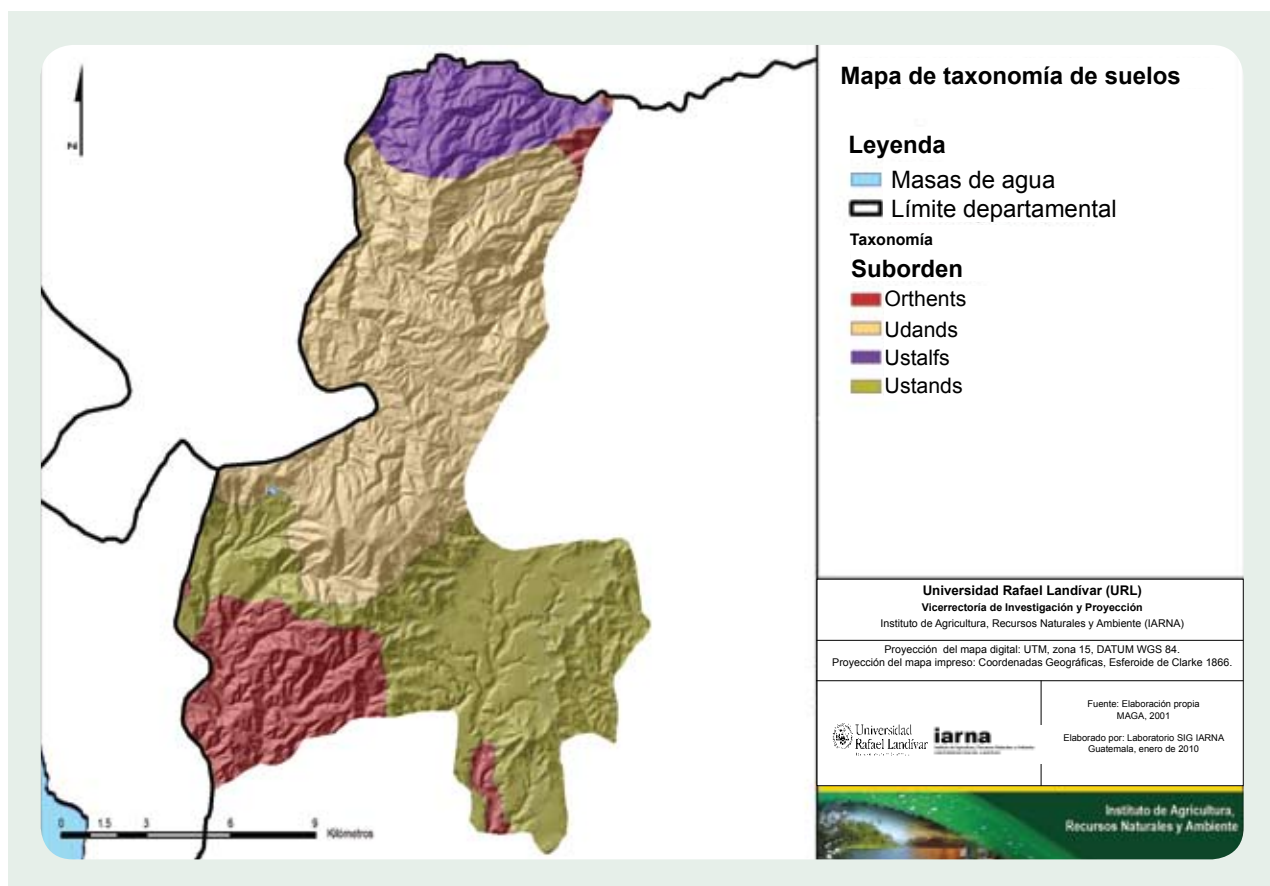 Mapa de taxonomía de suelos
Leyenda
Masas de agua
Límite departamental
Taxonomía
Suborden
Orthents
Udands
Ustalfs
Ustands
N
0 1.5 3 6 9
Kilómetros
Universidad Rafael Landívar (URL)
Vicerrectoría de Investigación y Proyección
Instituto de Agricultura, Recursos Naturales y Ambiente (IARNA)
Proyección del mapa digital: UTM, zona 15, DATUM WGS 84.
Proyección del mapa impreso: Coordenadas Geográficas, Esferoide de Clarke 1866.
Universidad
Rafael Landívar
iarna
Fuente: Elaboración propia
MAGA, 2001
Elaborado por: Laboratorio SIG IARNA
Guatemala, enero de 2010
Instituto de Agricultura,
Recursos Naturales y Ambiente